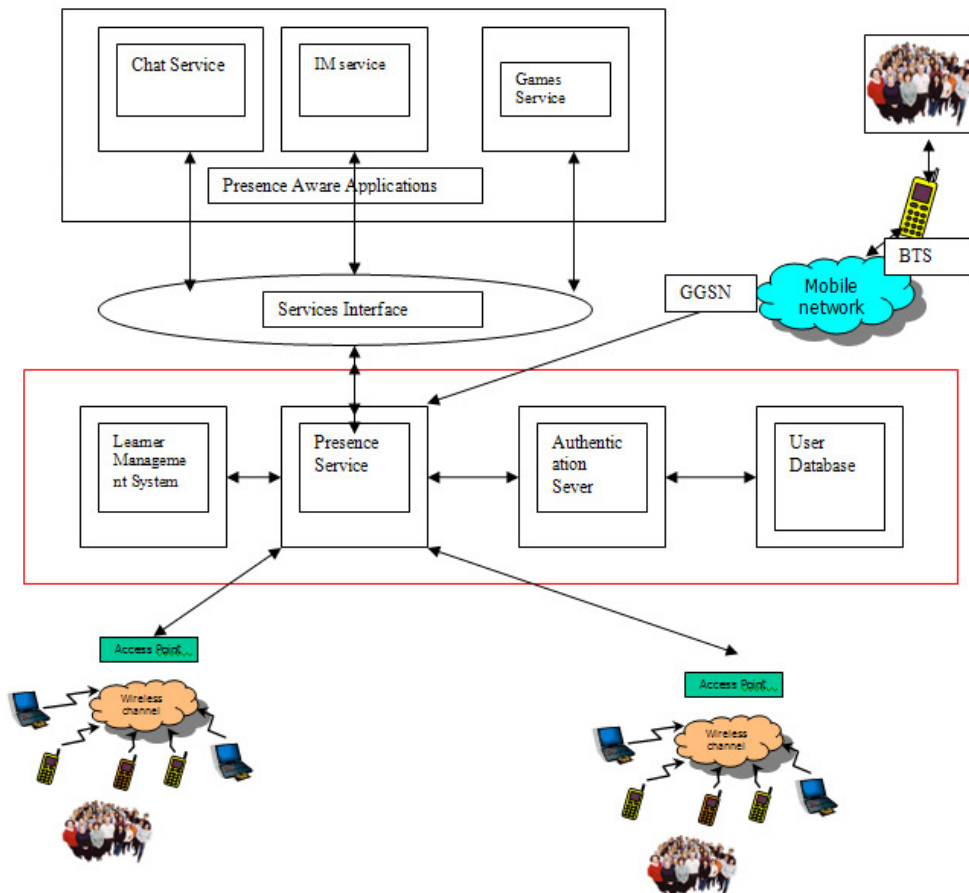 Chat Service
IM service
Games
Service
Presence Aware Applications
BTS
GGSN
Mobile
network
Services Interface
Learner
Manageme
nt System
Presence
Service
Authentic
ation
Sever
User
Database
Access Point
Wireless
channel
Access Point
Wireless
channel